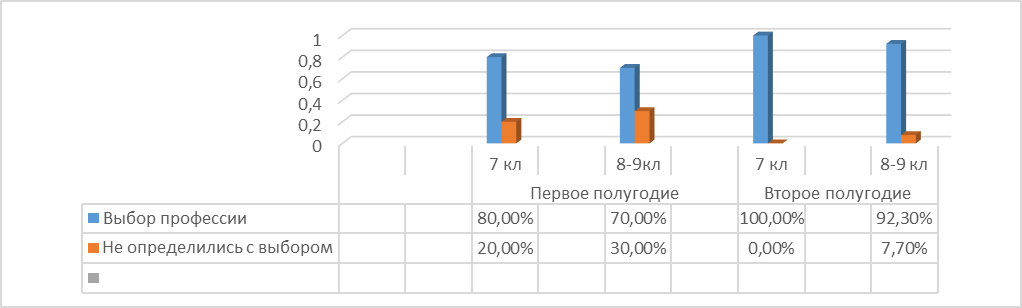 1
0,8
0,6
0,4
0,2
0
7 кл 8-9кл 7 кл 8-9 кл
Первое полугодие Второе полугодие
Выбор профессии 80,00% 70,00% 100,00% 92,30%
Не определились с выбором 20,00% 30,00% 0,00% 7,70%